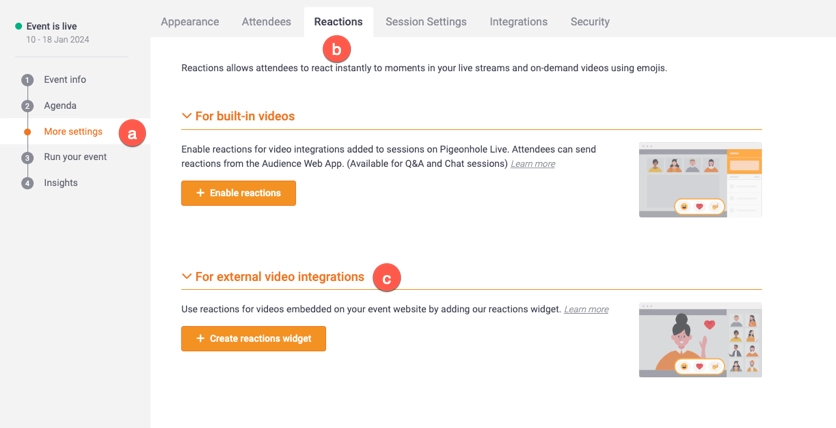 Event is live
10 - 18 Jan 2024
1 Event info
2 Agenda
More settings
a
3 Run your event
4 Insights
Appearance Attendees Reactions Session Settings Integrations Security
b
Reactions allows attendees to react instantly to moments in your live streams and on-demand videos using emojis.
For built-in videos
Enable reactions for video integrations added to sessions on Pigeonhole Live. Attendees can send
reactions from the Audience Web App. (Available for Q&A and Chat sessions) Learn more
+ Enable reactions
For external video integrations
c
Use reactions for videos embedded on your event website by adding our reactions widget. Learn more
+ Create reactions widget